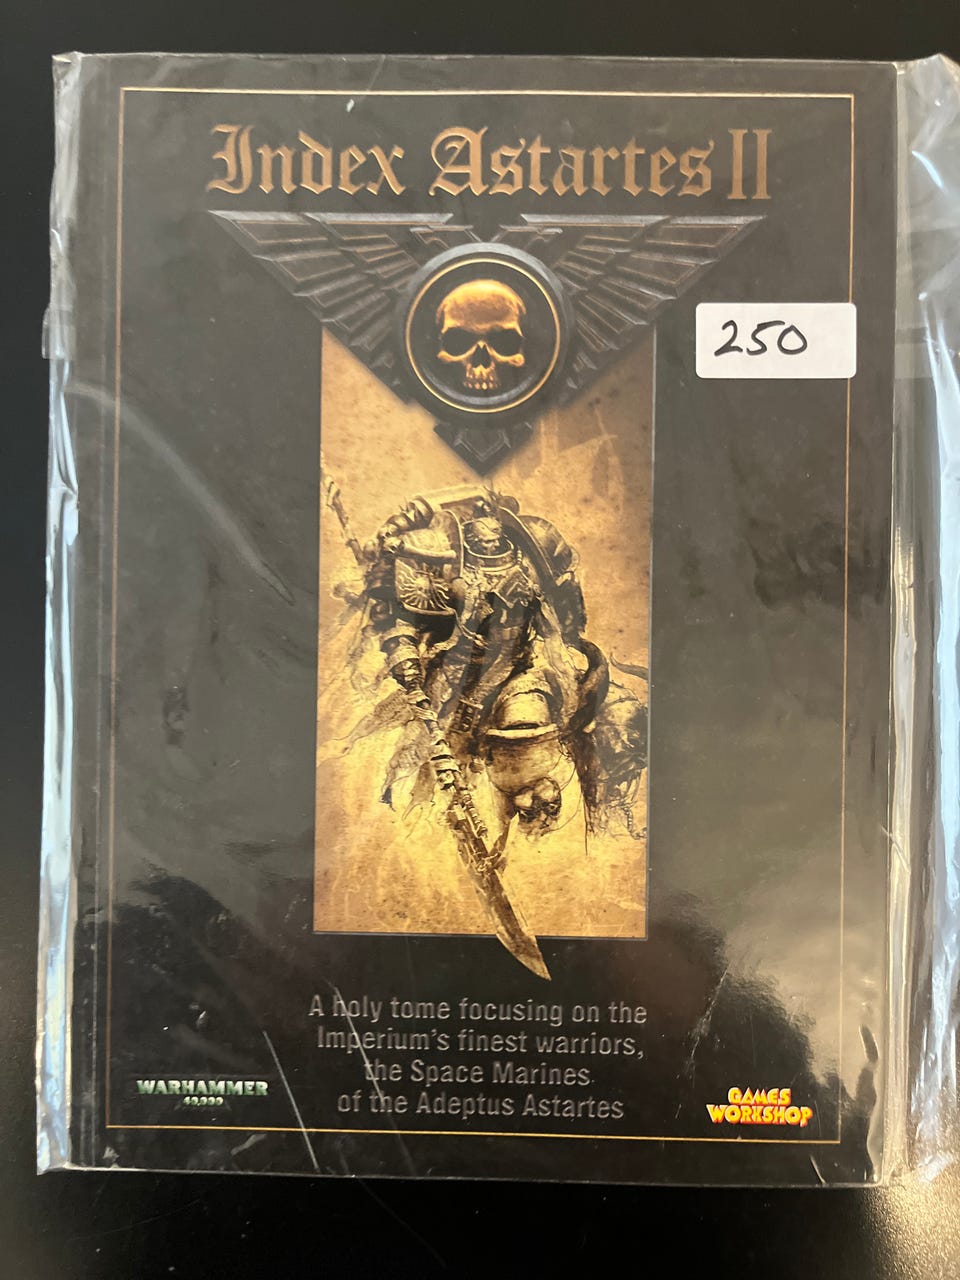 Index Astartes II
250
A holy tome focusing on the
Imperium's finest warriors,
the Space Marines
of the Adeptus Astartes
WARHAMMER
40,000
GAMES
WORKSHOP